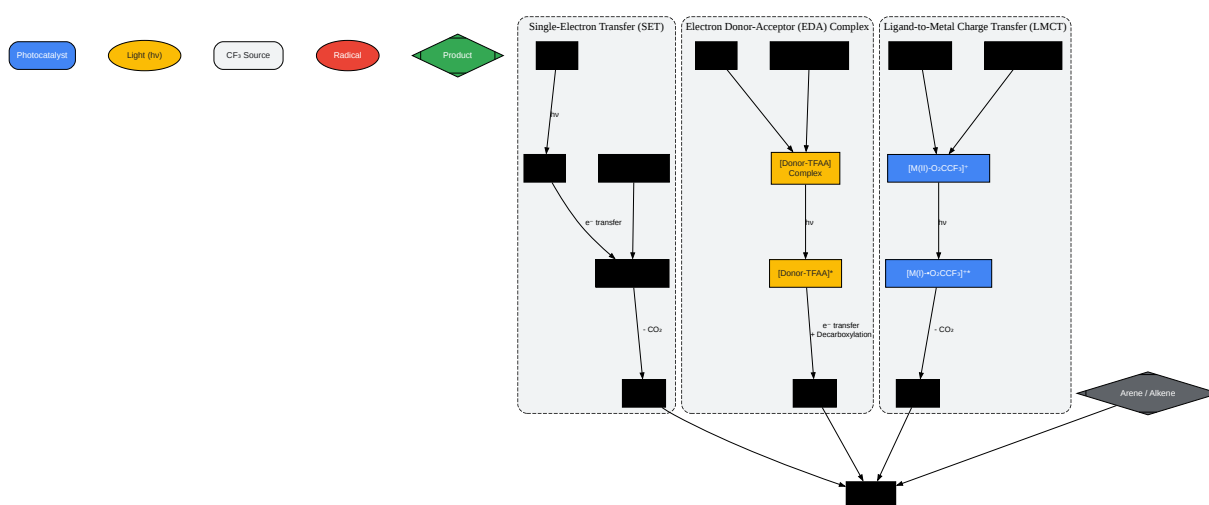 Photocatalyst
Light (hν)
CF₃ Source
Radical
Product
Single-Electron Transfer (SET)
hν
e⁻ transfer
- CO₂
Electron Donor-Acceptor (EDA) Complex
[Donor-TFAA]
Complex
hν
[Donor-TFAA]*
e⁻ transfer
+ Decarboxylation
Ligand-to-Metal Charge Transfer (LMCT)
[M(II)-O₂CCF₃]⁺
hν
[M(I)-•O₂CCF₃]⁺*
- CO₂
Arene / Alkene